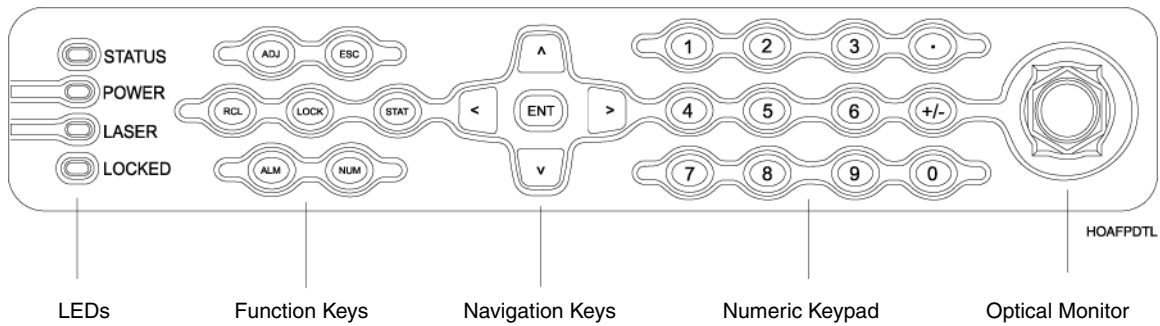 STATUS
POWER
LASER
LOCKED
ADJ ESC
RCL LOCK STAT
ALM NUM
^
< ENT >
v
1 2 3 .
4 5 6 +/-
7 8 9 0
HOAFPDTL
LEDs Function Keys Navigation Keys Numeric Keypad Optical Monitor